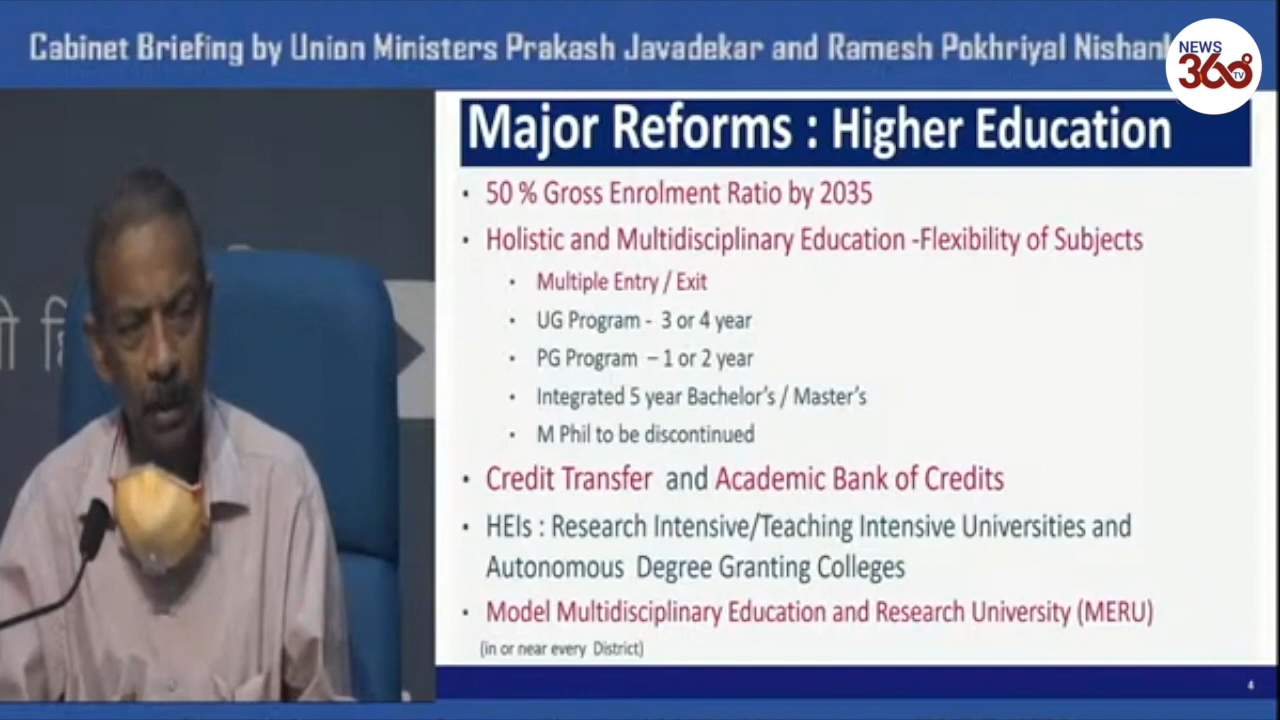 Cabinet Briefing by Union Ministers Prakash Javadekar and Ramesh Pokhriyal Nishank
NEWS
360
TV
Major Reforms : Higher Education
• 50 % Gross Enrolment Ratio by 2035
• Holistic and Multidisciplinary Education -Flexibility of Subjects
• Multiple Entry / Exit
• UG Program - 3 or 4 year
• PG Program – 1 or 2 year
• Integrated 5 year Bachelor's / Master's
• M Phil to be discontinued
• Credit Transfer and Academic Bank of Credits
• HEIs : Research Intensive/Teaching Intensive Universities and
Autonomous Degree Granting Colleges
• Model Multidisciplinary Education and Research University (MERU)
(in or near every District)
4